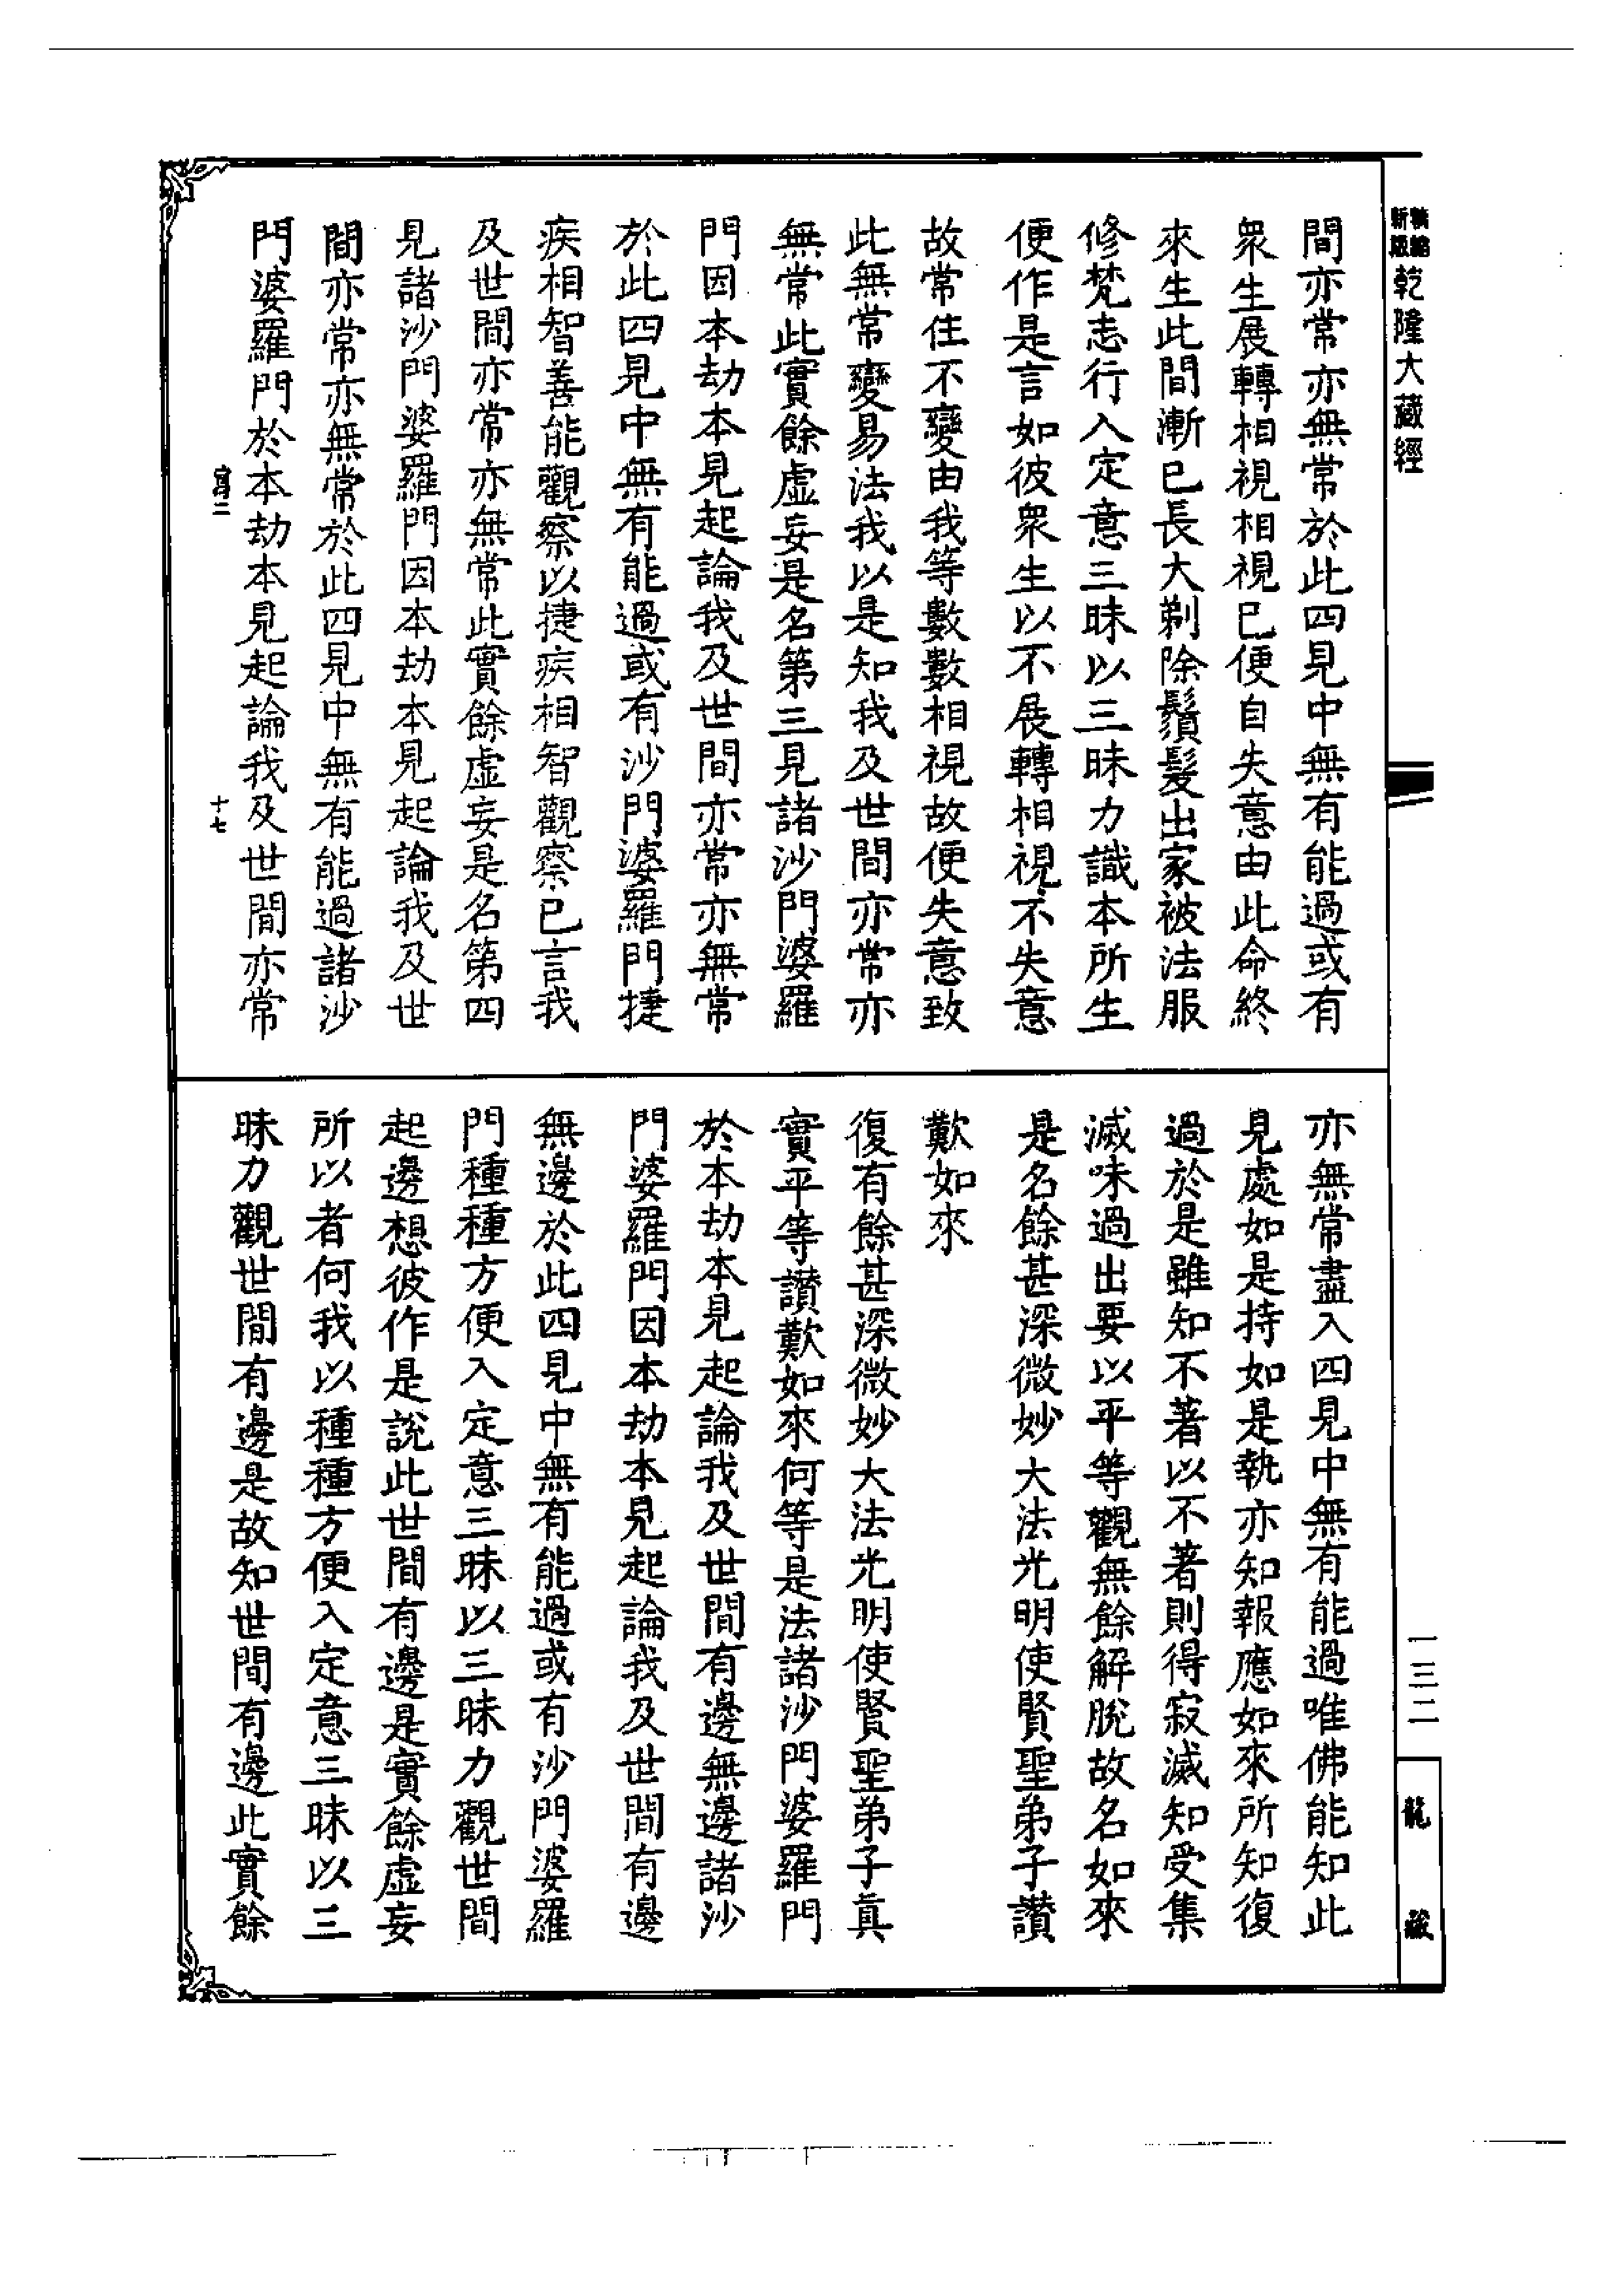 新編縮版乾隆大藏經
間亦常亦無常於此四見中無有能過或有
衆生展轉相視相視已便自失意由此命終
來生此間漸已長大剃除鬚髮出家被法服
修梵志行入定意三昧以三昧力識本所生
便作是言如彼衆生以不展轉相視不失意
故常住不變由我等數數相視故便失意致
此無常變易法我以是知我及世間亦常亦
無常此實餘虛妄是名第三見諸沙門婆羅
門因本劫本見起論我及世間亦常亦無常
於此四見中無有能過或有沙門婆羅門捷
疾相智善能觀察以捷疾相智觀察已言我
及世間亦常亦無常此實餘虛妄是名第四
見諸沙門婆羅門因本劫本見起論我及世
間亦常亦無常於此四見中無有能過諸沙
門婆羅門於本劫本見起論我及世間亦常
十七
亦無常盡入四見中無有能過唯佛能知此
見處如是持如是執亦知報應如來所知復
過於是雖知不著以不著則得寂滅知受集
滅味過出要以平等觀無餘解脫故名如來
是名餘甚深微妙大法光明使賢聖弟子讚
歎如來
復有餘甚深微妙大法光明使賢聖弟子真
實平等讚歎如來何等是法諸沙門婆羅門
於本劫本見起論我及世間有邊無邊諸沙
門婆羅門因本劫本見起論我及世間有邊
無邊於此四見中無有能過或有沙門婆羅
門種種方便入定意三昧以三昧力觀世間
起邊想彼作是說此世間有邊是實餘虛妄
所以者何我以種種方便入定意三昧以三
昧力觀世間有邊是故知世間有邊此實餘
一三二
龍藏